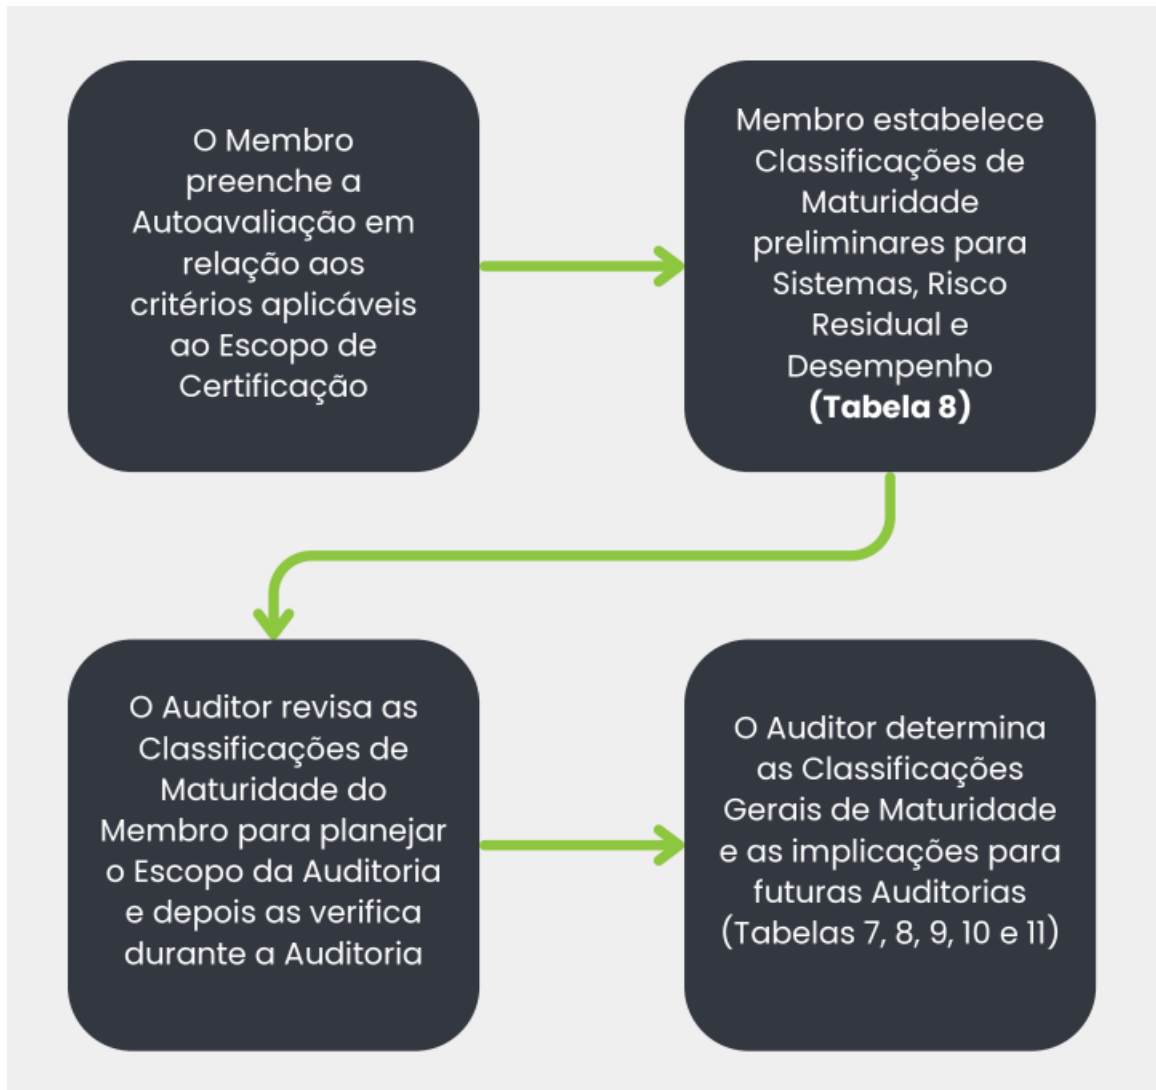 O Membro
preenche a
Autoavaliação em
relação aos
critérios aplicáveis
ao Escopo de
Certificação
Membro estabelece
Classificações de
Maturidade
preliminares para
Sistemas, Risco
Residual e
Desempenho
(Tabela 8)
O Auditor revisa as
Classificações de
Maturidade do
Membro para planejar
o Escopo da Auditoria
e depois as verifica
durante a Auditoria
O Auditor determina
as Classificações
Gerais de Maturidade
e as implicações para
futuras Auditorias
(Tabelas 7, 8, 9, 10 e 11)